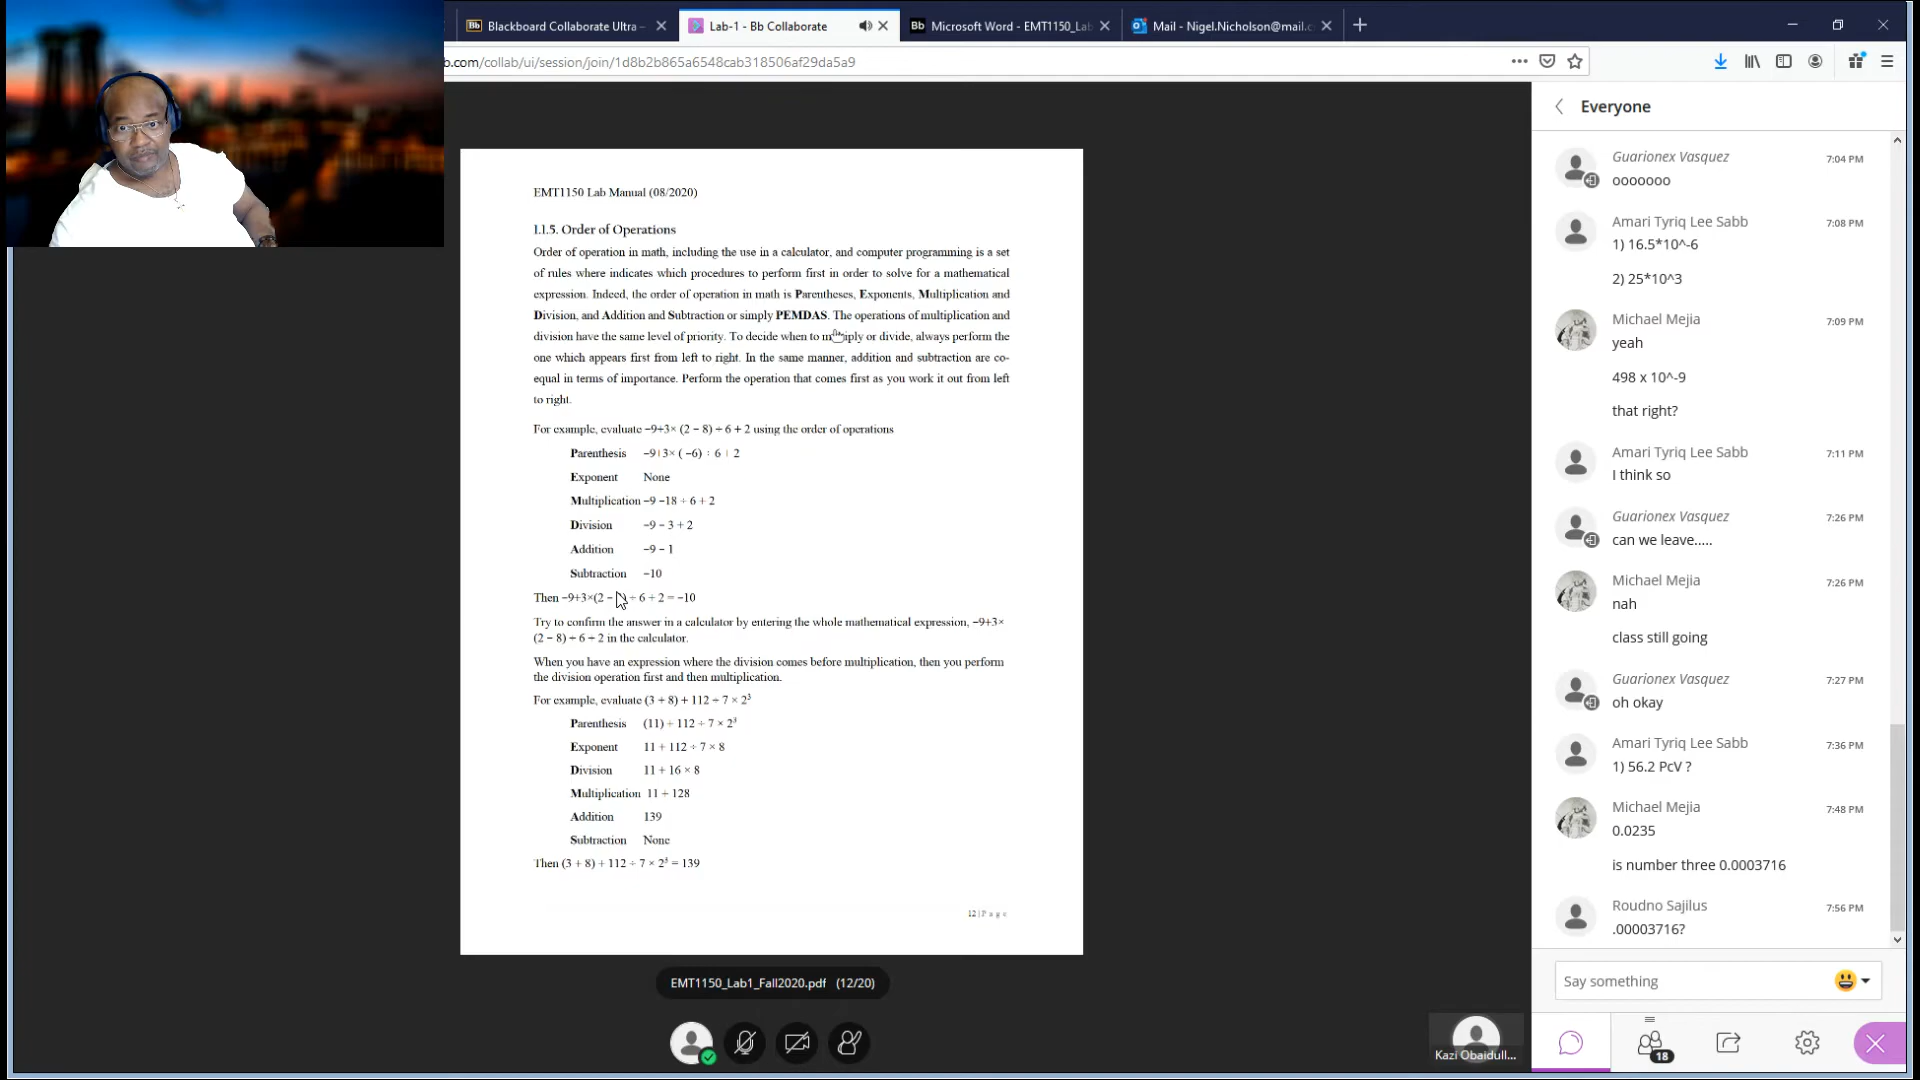 Blackboard Collaborate Ultra –
Lab-1 - Bb Collaborate
Microsoft Word - EMT1150_Lab
Mail - Nigel.Nicholson@mail.c
b.com/collab/ui/session/join/1d8b2b865a6548cab318506af29da5a9
EMT1150 Lab Manual (08/2020)
1.1.5. Order of Operations
Order of operation in math, including the use in a calculator, and computer programming is a set
of rules where indicates which procedures to perform first in order to solve for a mathematical
expression. Indeed, the order of operation in math is Parentheses, Exponents, Multiplication and
Division, and Addition and Subtraction or simply PEMDAS. The operations of multiplication and
division have the same level of priority. To decide when to multiply or divide, always perform the
one which appears first from left to right. In the same manner, addition and subtraction are co-
equal in terms of importance. Perform the operation that comes first as you work it out from left
to right.
For example, evaluate −9+3× (2 − 8) ÷ 6 + 2 using the order of operations
Parenthesis −9+3× ( −6) ÷ 6 + 2
Exponent None
Multiplication −9 −18 ÷ 6 + 2
Division −9 − 3 + 2
Addition −9 − 1
Subtraction −10
Then −9+3×(2 − ) ÷ 6 + 2 = −10
Try to confirm the answer in a calculator by entering the whole mathematical expression, −9+3×
(2 − 8) ÷ 6 + 2 in the calculator.
When you have an expression where the division comes before multiplication, then you perform
the division operation first and then multiplication.
For example, evaluate (3 + 8) + 112 ÷ 7 × 2³
Parenthesis (11) + 112 ÷ 7 × 2³
Exponent 11 + 112 ÷ 7 × 8
Division 11 + 16 × 8
Multiplication 11 + 128
Addition 139
Subtraction None
Then (3 + 8) + 112 ÷ 7 × 2³ = 139
12 | P a g e
EMT1150_Lab1_Fall2020.pdf (12/20)
Kazi Obaidull...
Everyone
Guarionex Vasquez 7:04 PM
ooooooo
Amari Tyriq Lee Sabb 7:08 PM
1) 16.5*10^-6
2) 25*10^3
Michael Mejia 7:09 PM
yeah
498 x 10^-9
that right?
Amari Tyriq Lee Sabb 7:11 PM
I think so
Guarionex Vasquez 7:26 PM
can we leave.....
Michael Mejia 7:26 PM
nah
class still going
Guarionex Vasquez 7:27 PM
oh okay
Amari Tyriq Lee Sabb 7:36 PM
1) 56.2 PcV ?
Michael Mejia 7:48 PM
0.0235
is number three 0.0003716
Roudno Sajilus 7:56 PM
.00003716?
Say something
18